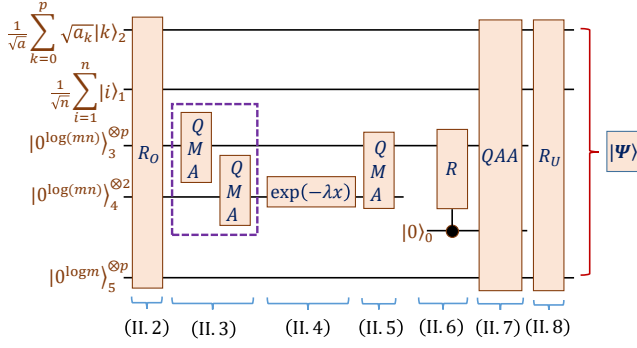 1/√a ∑_{k=0}^{p} √a_k |k⟩_2
1/√n ∑_{i=1}^{n} |i⟩_1
|0^{log(mn)}⟩_3^{⊗p}
|0^{log(mn)}⟩_4^{⊗2}
|0^{logm}⟩_5^{⊗p}
R_O
Q
M
A
Q
M
A
exp(−λx)
Q
M
A
R
|0⟩_0
QAA
R_U
|Ψ⟩
(II. 2) (II. 3) (II. 4) (II. 5) (II. 6) (II. 7) (II. 8)